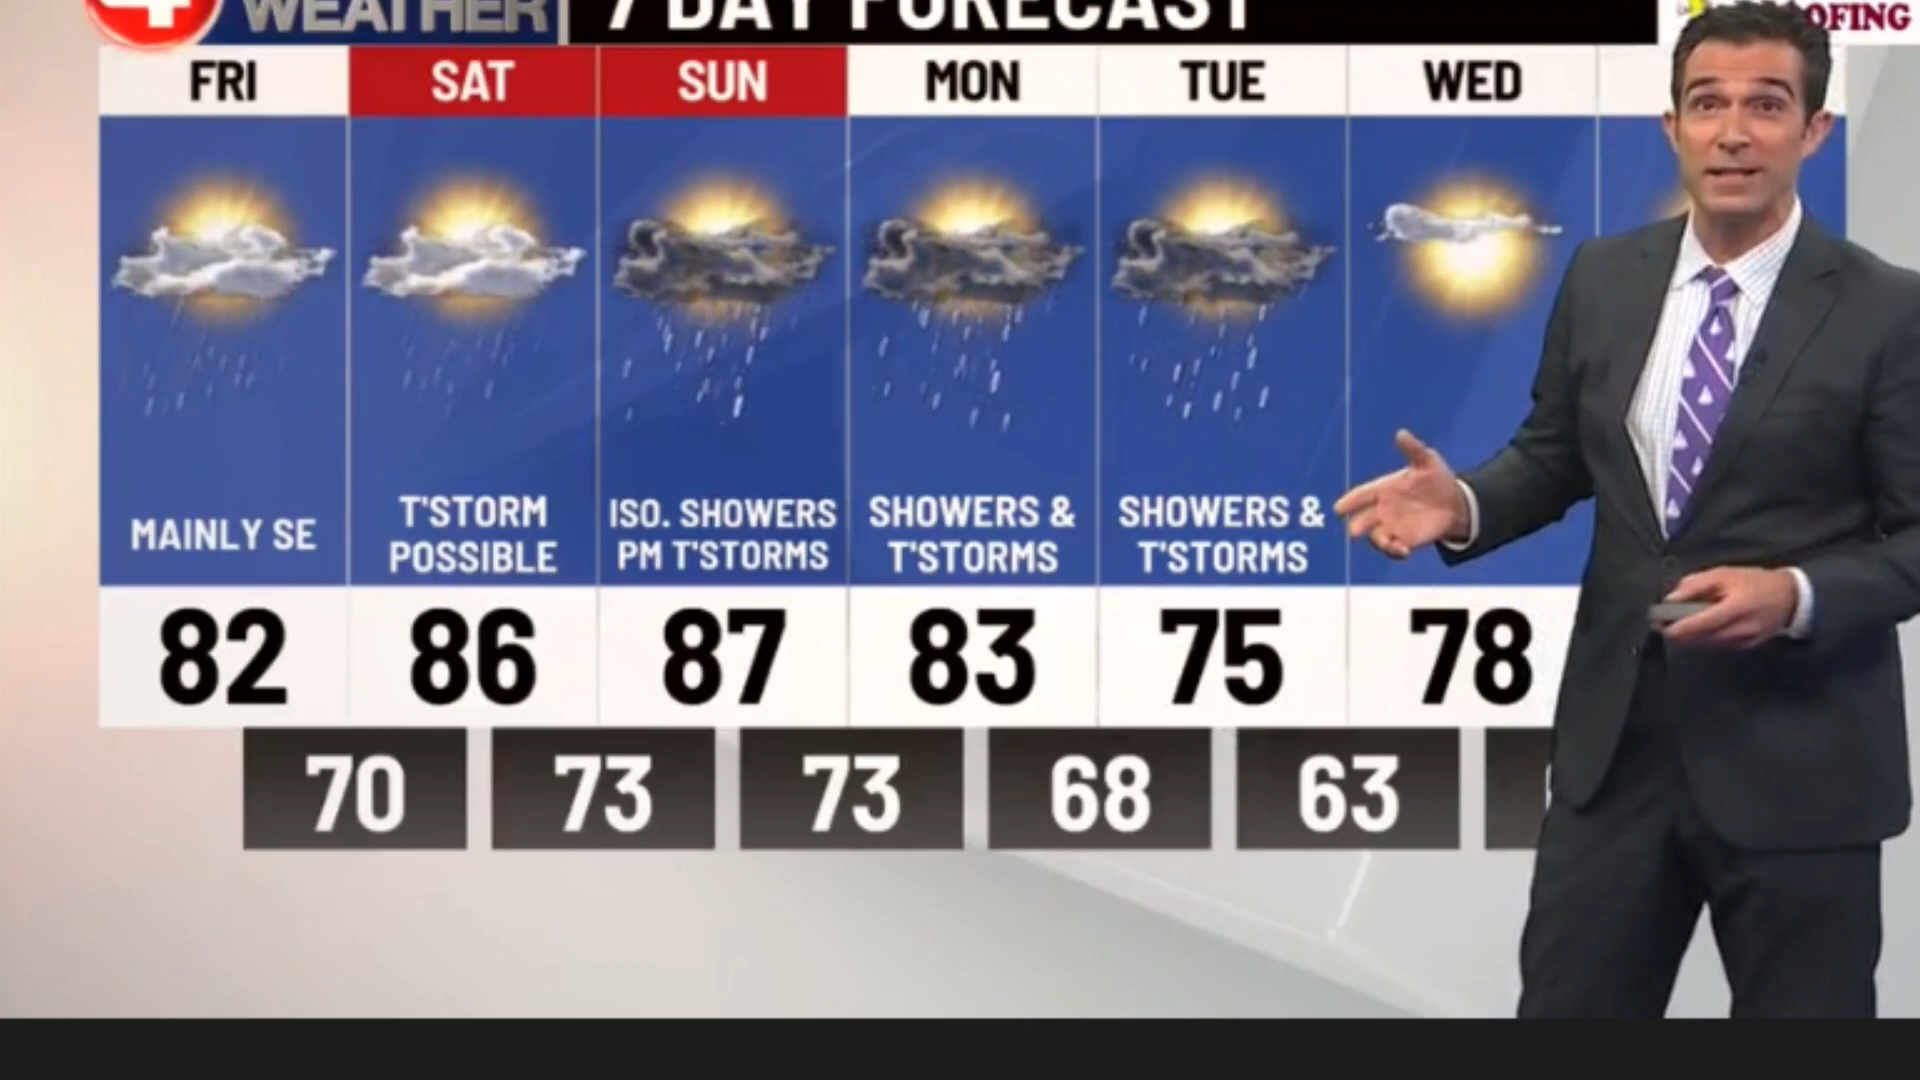 4 WEATHER 7 DAY FORECAST
OFING
FRI SAT SUN MON TUE WED
MAINLY SE
T'STORM
POSSIBLE
ISO. SHOWERS
PM T'STORMS
SHOWERS &
T'STORMS
SHOWERS &
T'STORMS
82 86 87 83 75 78
70 73 73 68 63